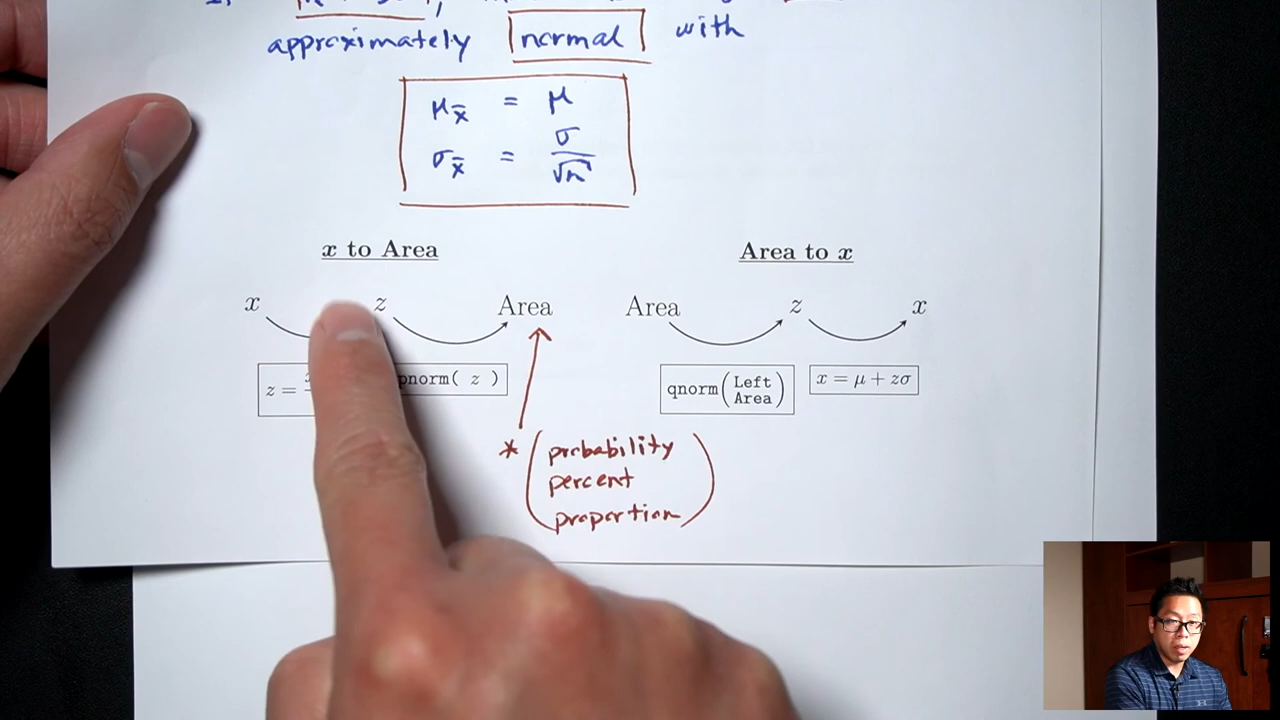 approximately normal with
μx̄ = μ
σx̄ = σ/√n
x to Area
x z Area
z =
pnorm( z )
* (probability
percent
proportion)
Area to x
Area z x
qnorm(Left Area)
x = μ + zσ